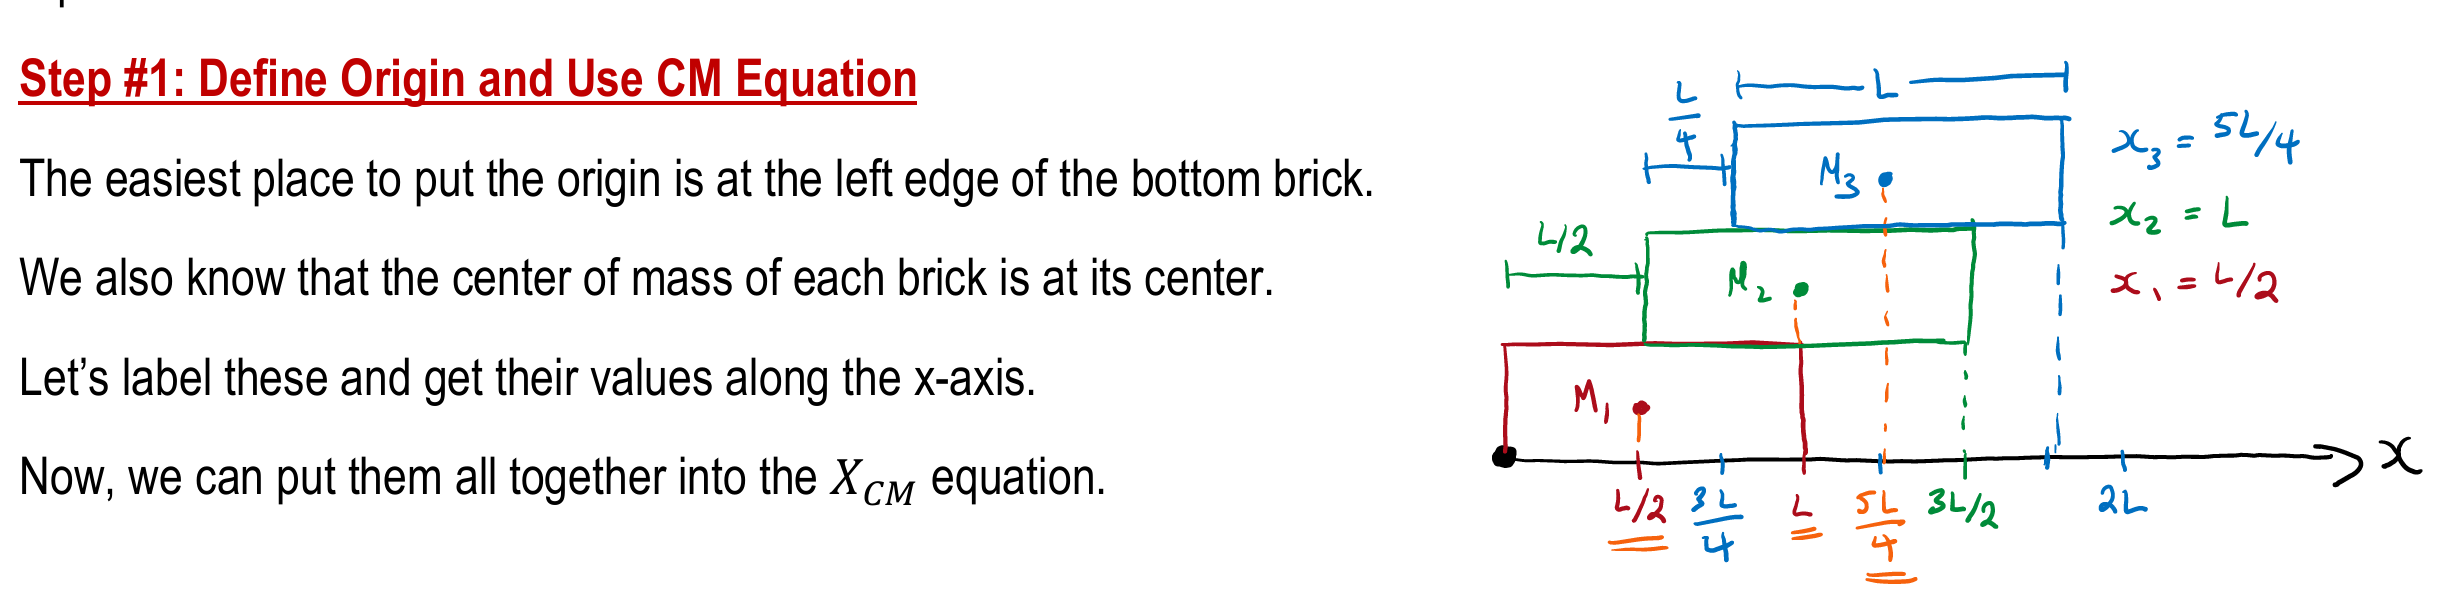 Step #1: Define Origin and Use CM Equation
The easiest place to put the origin is at the left edge of the bottom brick.
We also know that the center of mass of each brick is at its center.
Let's label these and get their values along the x-axis.
Now, we can put them all together into the X_CM equation.
L
L/4
M₃
x₃ = 5L/4
L/2
M₂
x₂ = L
x₁ = L/2
M₁
x
L/2 3L/4 L 5L/4 3L/2 2L